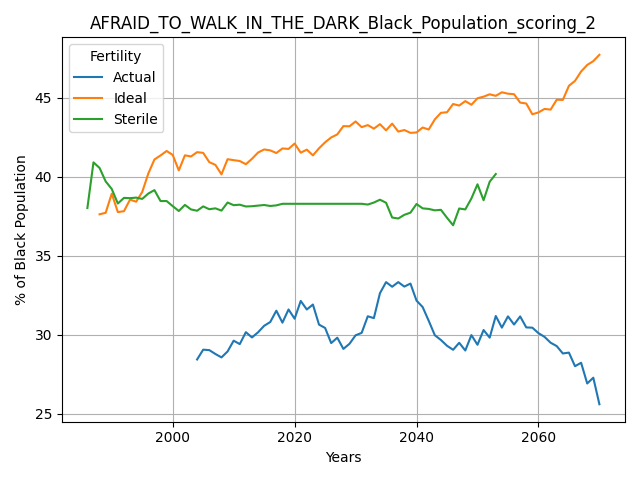 AFRAID_TO_WALK_IN_THE_DARK_Black_Population_scoring_2
Fertility
Actual
Ideal
Sterile
% of Black Population
45
40
35
30
25
2000
2020
2040
2060
Years